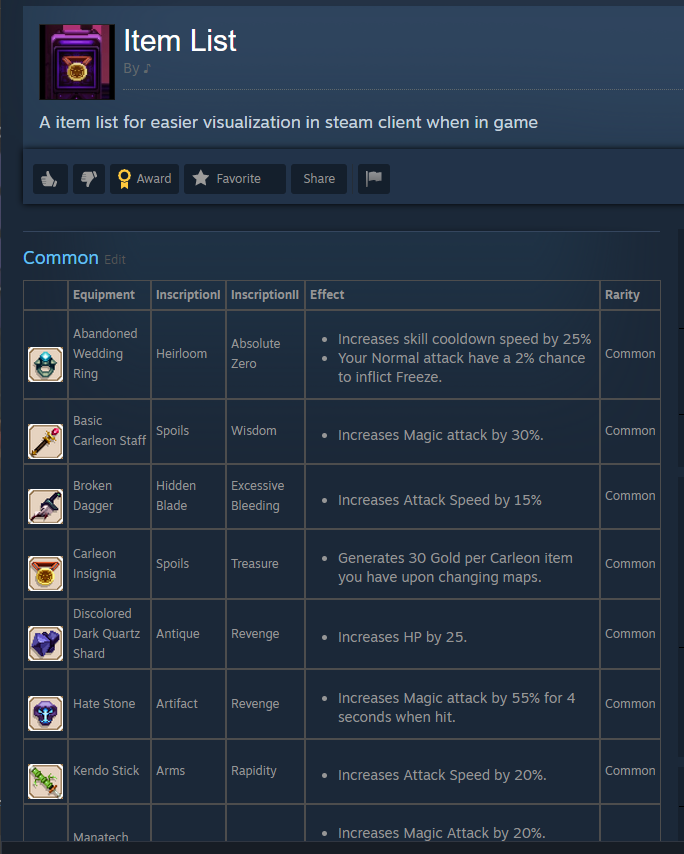 Item List
By ♪
A item list for easier visualization in steam client when in game
Award
Favorite
Share
Common Edit
Equipment InscriptionI InscriptionII Effect Rarity
Abandoned
Wedding
Ring
Heirloom
Absolute
Zero
• Increases skill cooldown speed by 25%
• Your Normal attack have a 2% chance
to inflict Freeze.
Common
Basic
Carleon Staff
Spoils
Wisdom
• Increases Magic attack by 30%.
Common
Broken
Dagger
Hidden
Blade
Excessive
Bleeding
• Increases Attack Speed by 15%
Common
Carleon
Insignia
Spoils
Treasure
• Generates 30 Gold per Carleon item
you have upon changing maps.
Common
Discolored
Dark Quartz
Shard
Antique
Revenge
• Increases HP by 25.
Common
Hate Stone
Artifact
Revenge
• Increases Magic attack by 55% for 4
seconds when hit.
Common
Kendo Stick
Arms
Rapidity
• Increases Attack Speed by 20%.
Common
Manatech
• Increases Magic Attack by 20%.